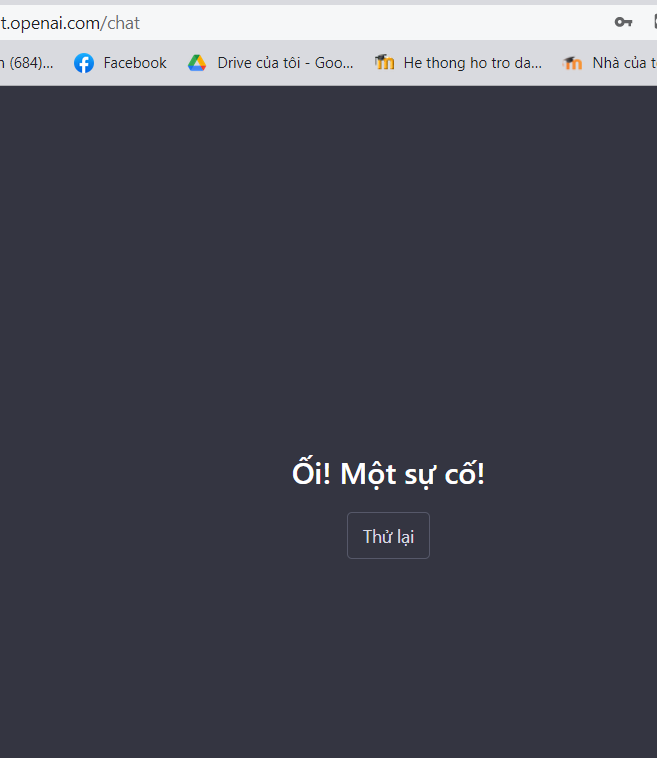 t.openai.com/chat
n (684)... Facebook Drive của tôi - Goo... He thong ho tro da... Nhà của t
Ối! Một sự cố!
Thử lại